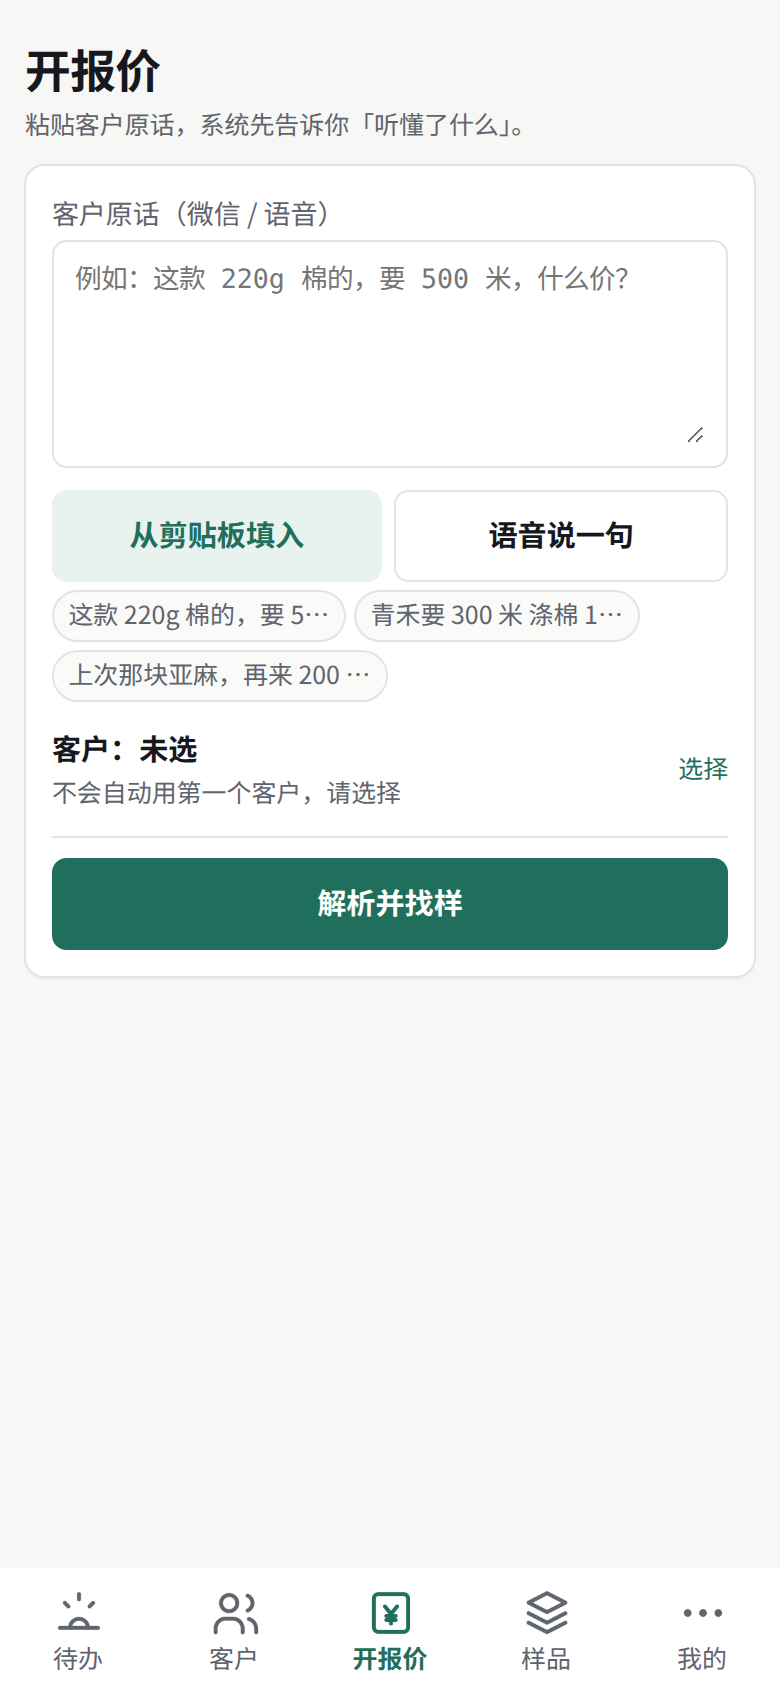 开报价
粘贴客户原话，系统先告诉你「听懂了什么」。
客户原话（微信 / 语音）
例如：这款 220g 棉的，要 500 米，什么价？
从剪贴板填入
语音说一句
这款 220g 棉的，要 5…
青禾要 300 米 涤棉 1…
上次那块亚麻，再来 200 …
客户：未选
不会自动用第一个客户，请选择
选择
解析并找样
待办
客户
开报价
样品
我的